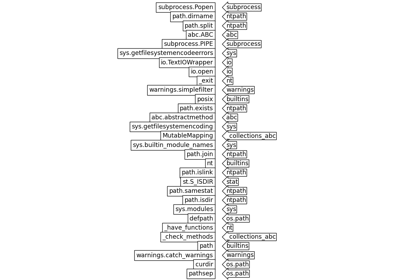 subprocess.Popen subprocess
path.dirname ntpath
path.split ntpath
abc.ABC abc
subprocess.PIPE subprocess
sys.getfilesystemencodeerrors sys
io.TextIOWrapper io
io.open io
_exit nt
warnings.simplefilter warnings
posix builtins
path.exists ntpath
abc.abstractmethod abc
sys.getfilesystemencoding sys
MutableMapping _collections_abc
sys.builtin_module_names sys
path.join ntpath
nt builtins
path.islink ntpath
st.S_ISDIR stat
path.samestat ntpath
path.isdir ntpath
sys.modules sys
defpath os.path
_have_functions nt
_check_methods _collections_abc
path builtins
warnings.catch_warnings warnings
curdir os.path
pathsep os.path